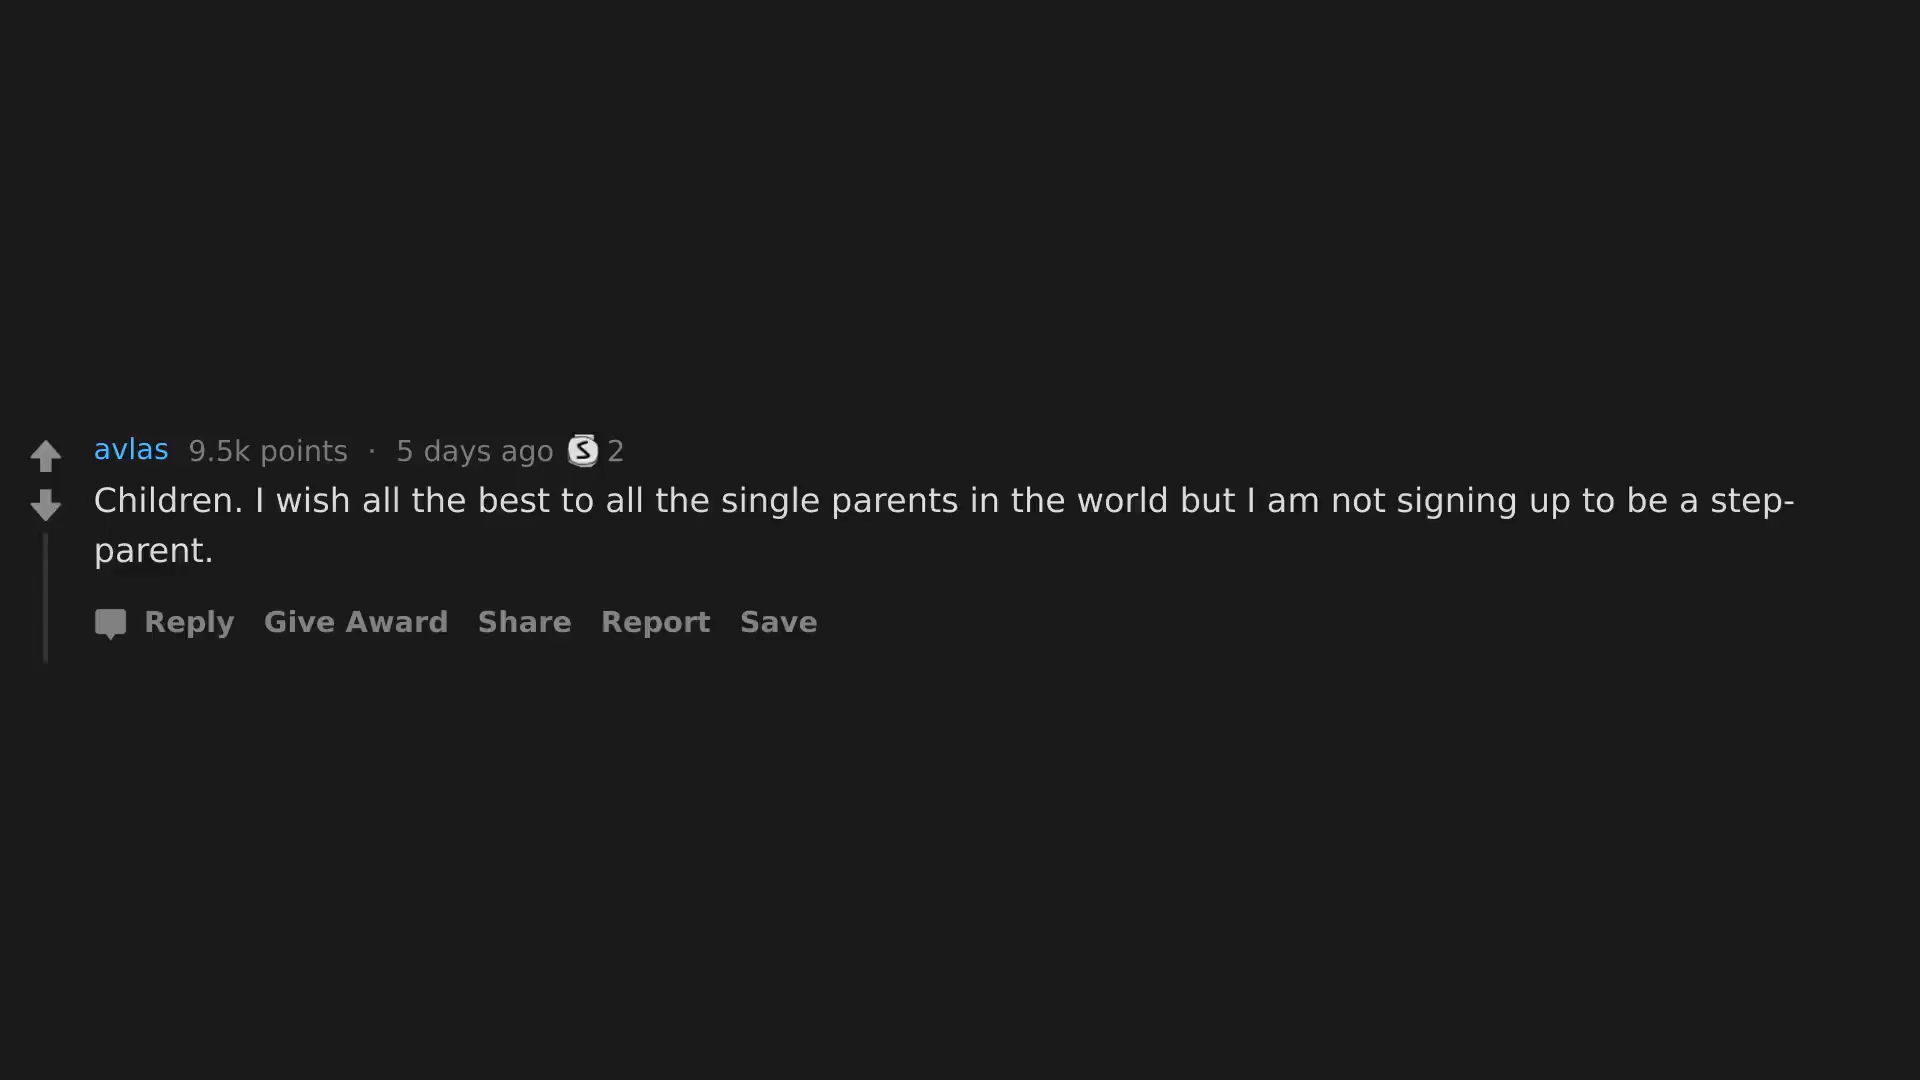 avlas 9.5k points · 5 days ago S 2
Children. I wish all the best to all the single parents in the world but I am not signing up to be a step-
parent.
Reply Give Award Share Report Save